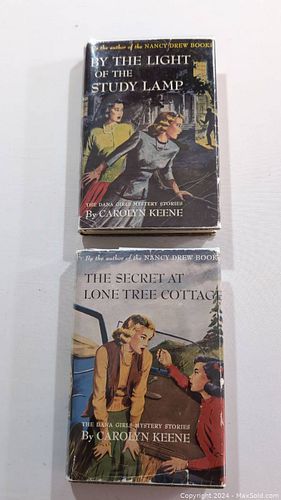 By the author of the NANCY DREW BOOKS
BY THE LIGHT
OF THE
STUDY LAMP
THE DANA GIRLS MYSTERY STORIES
By CAROLYN KEENE
By the author of the NANCY DREW BOOKS
THE SECRET AT
LONE TREE COTTAGE
THE DANA GIRLS MYSTERY STORIES
By CAROLYN KEENE
Copyright © 2024 - MaxSold.com